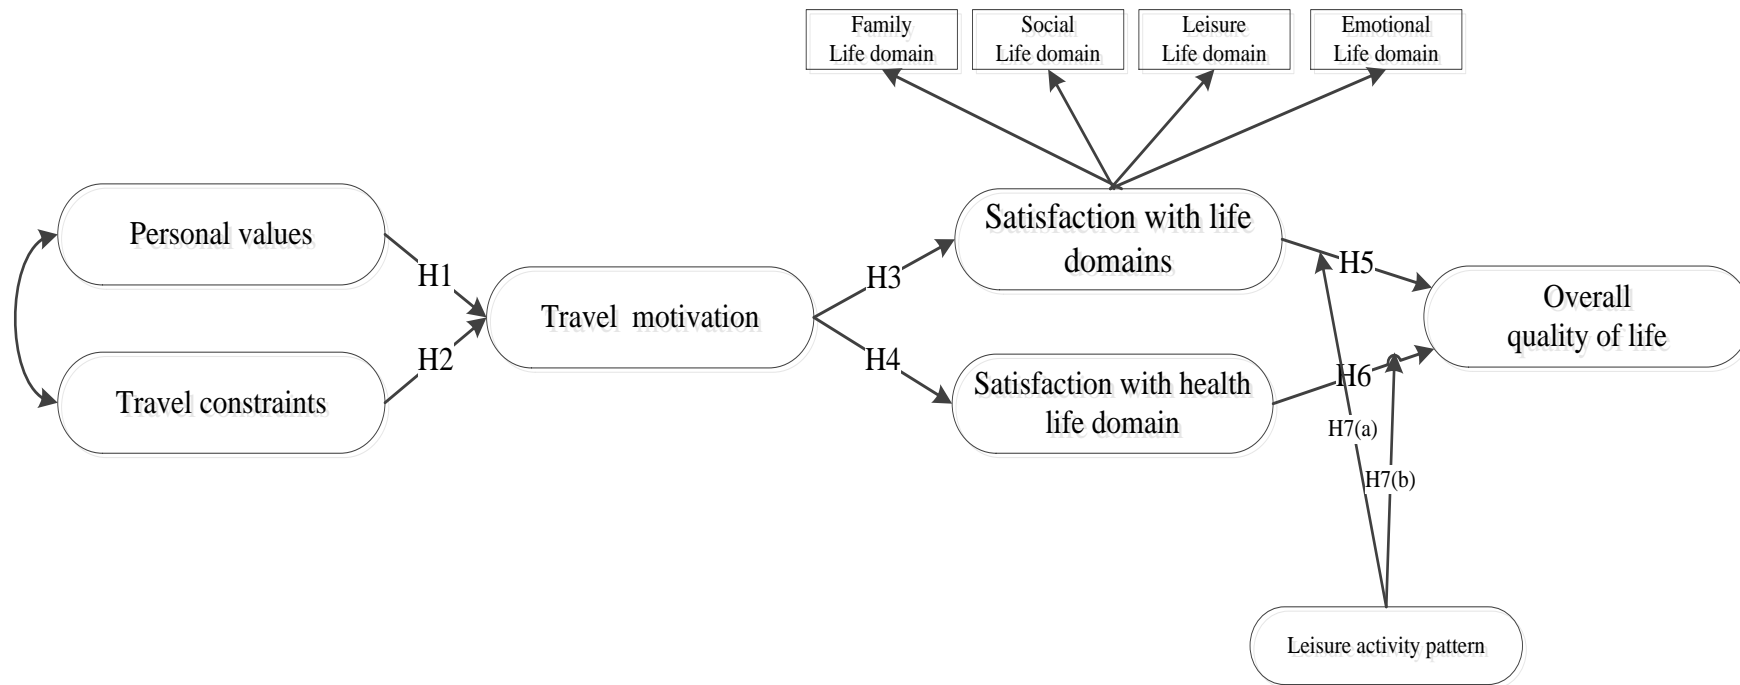 Family
Life domain
Social
Life domain
Leisure
Life domain
Emotional
Life domain
Personal values
Travel constraints
H1
H2
Travel motivation
H3
H4
Satisfaction with life
domains
Satisfaction with health
life domain
H5
H6
H7(a)
H7(b)
Overall
quality of life
Leisure activity pattern